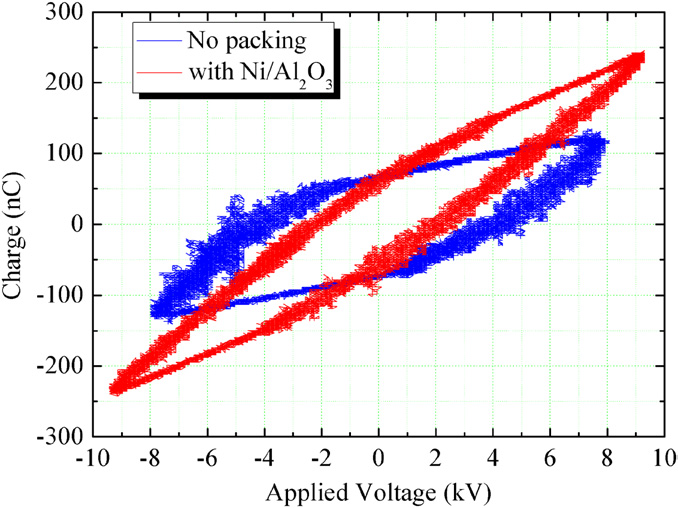 300
200
100
0
-100
-200
-300
Charge (nC)
No packing
with Ni/Al₂O₃
-10 -8 -6 -4 -2 0 2 4 6 8 10
Applied Voltage (kV)